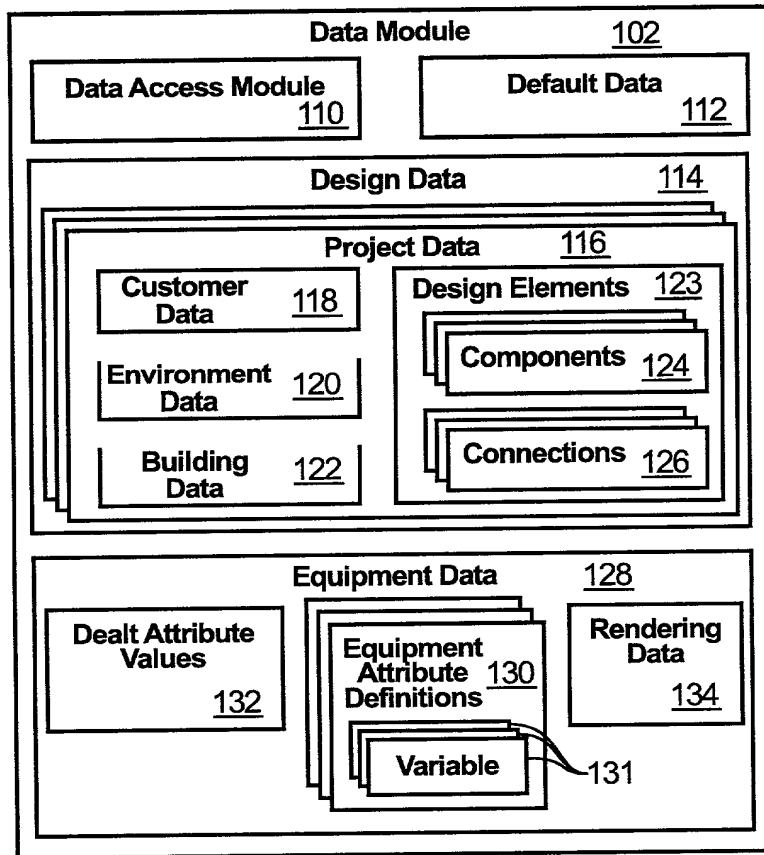 Data Module 102
Data Access Module
110
Default Data
112
Design Data 114
Project Data 116
Customer
Data 118
Environment
Data 120
Building
Data 122
Design Elements 123
Components
124
Connections
126
Equipment Data 128
Dealt Attribute
Values
132
Equipment
Attribute
Definitions
130
Variable
131
Rendering
Data
134